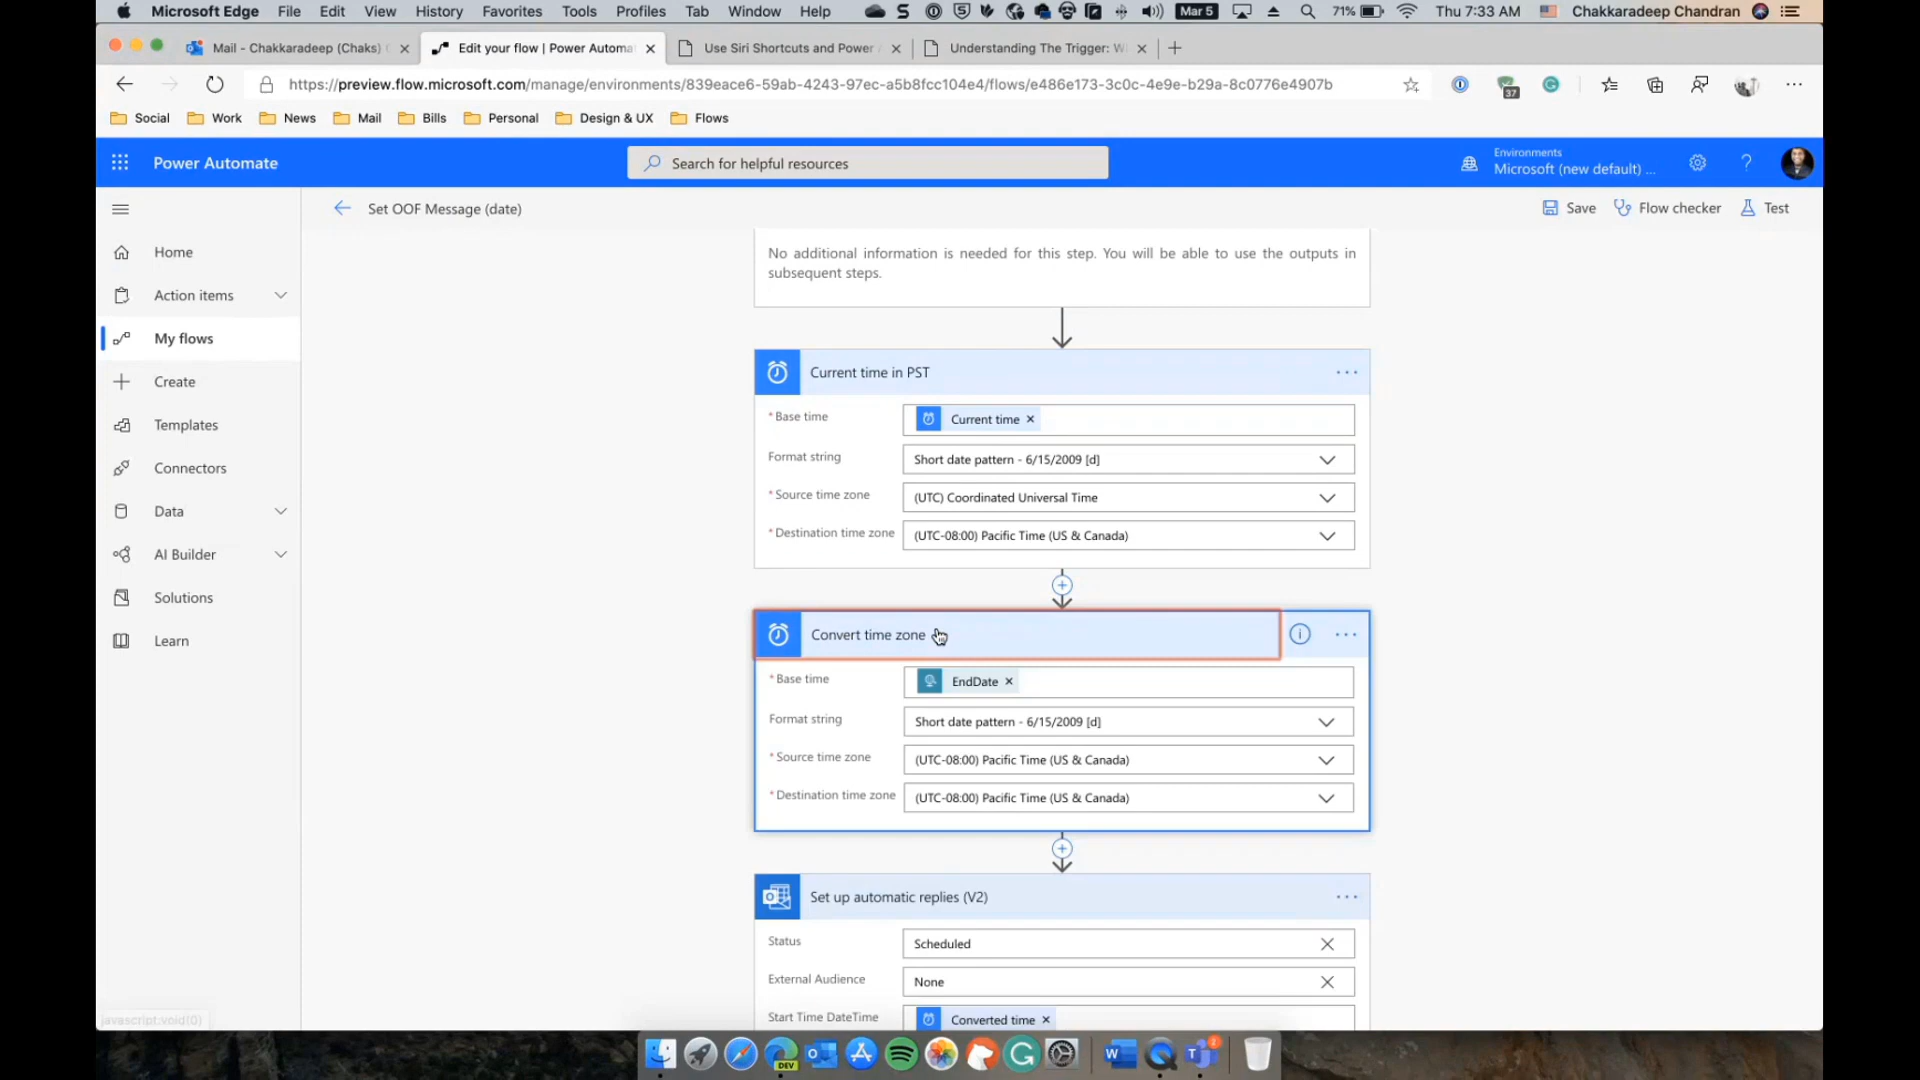 Microsoft Edge File Edit View History Favorites Tools Profiles Tab Window Help Mar 5 71% Thu 7:33 AM Chakkaradeep Chandran
Mail - Chakkaradeep (Chaks) Edit your flow | Power Automa Use Siri Shortcuts and Power Understanding The Trigger: W
https://preview.flow.microsoft.com/manage/environments/839eace6-59ab-4243-97ec-a5b8fcc104e4/flows/e486e173-3c0c-4e9e-b29a-8c0776e4907b
37
Social Work News Mail Bills Personal Design & UX Flows
Power Automate
Search for helpful resources
Environments
Microsoft (new default) ...
?
Set OOF Message (date)
Save Flow checker Test
Home
Action items
My flows
Create
Templates
Connectors
Data
AI Builder
Solutions
Learn
No additional information is needed for this step. You will be able to use the outputs in
subsequent steps.
Current time in PST
* Base time Current time
Format string Short date pattern - 6/15/2009 [d]
* Source time zone (UTC) Coordinated Universal Time
* Destination time zone (UTC-08:00) Pacific Time (US & Canada)
Convert time zone
* Base time EndDate
Format string Short date pattern - 6/15/2009 [d]
* Source time zone (UTC-08:00) Pacific Time (US & Canada)
* Destination time zone (UTC-08:00) Pacific Time (US & Canada)
Set up automatic replies (V2)
Status Scheduled
External Audience None
Start Time DateTime Converted time
javascript:void(0)
DEV
2